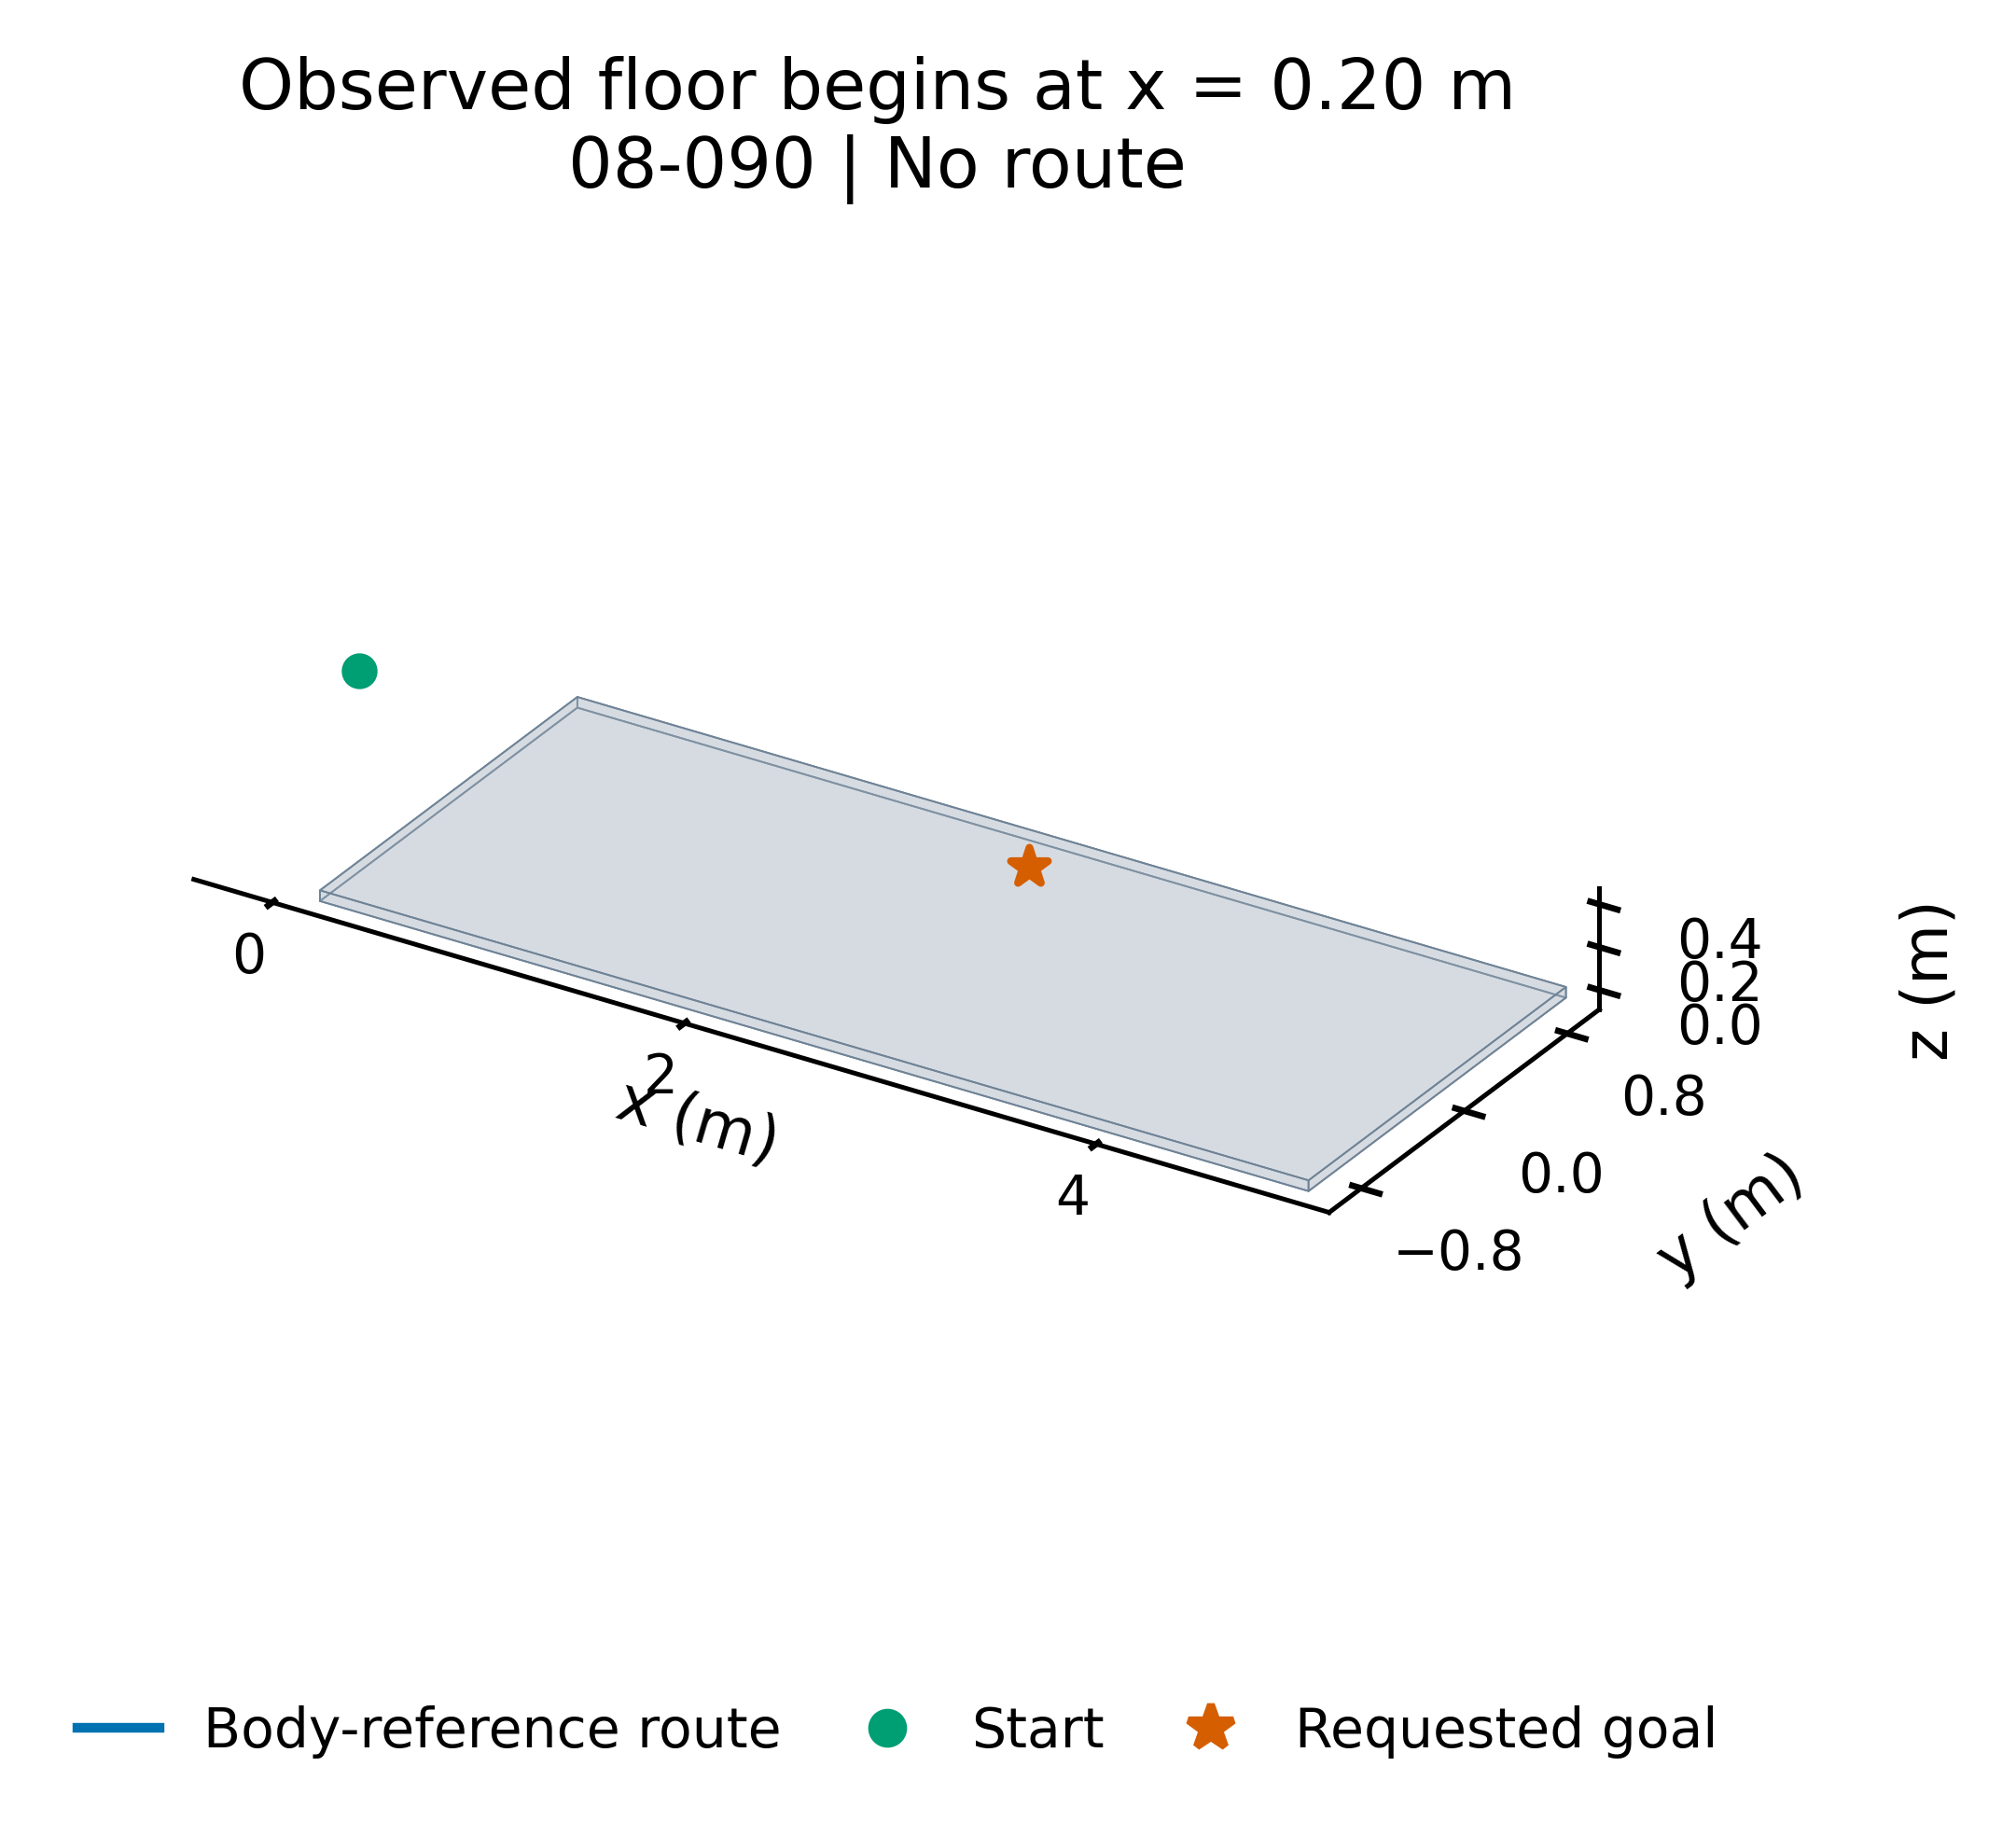 Observed floor begins at x = 0.20 m
08-090 | No route
0
2
4
x (m)
−0.8
0.0
0.8
y (m)
0.0
0.2
0.4
z (m)
Body-reference route
Start
Requested goal